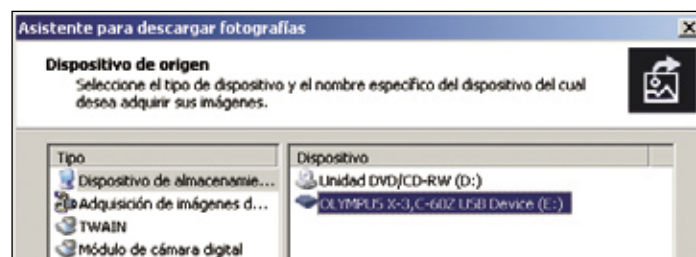 Asistente para descargar fotografías
Dispositivo de origen
Seleccione el tipo de dispositivo y el nombre específico del dispositivo del cual
desea adquirir sus imágenes.
Tipo
Dispositivo
Dispositivo de almacenamie...
Unidad DVD/CD-RW (D:)
Adquisición de imágenes d...
OLYMPUS X-3,C-60Z USB Device (E:)
TWAIN
Módulo de cámara digital